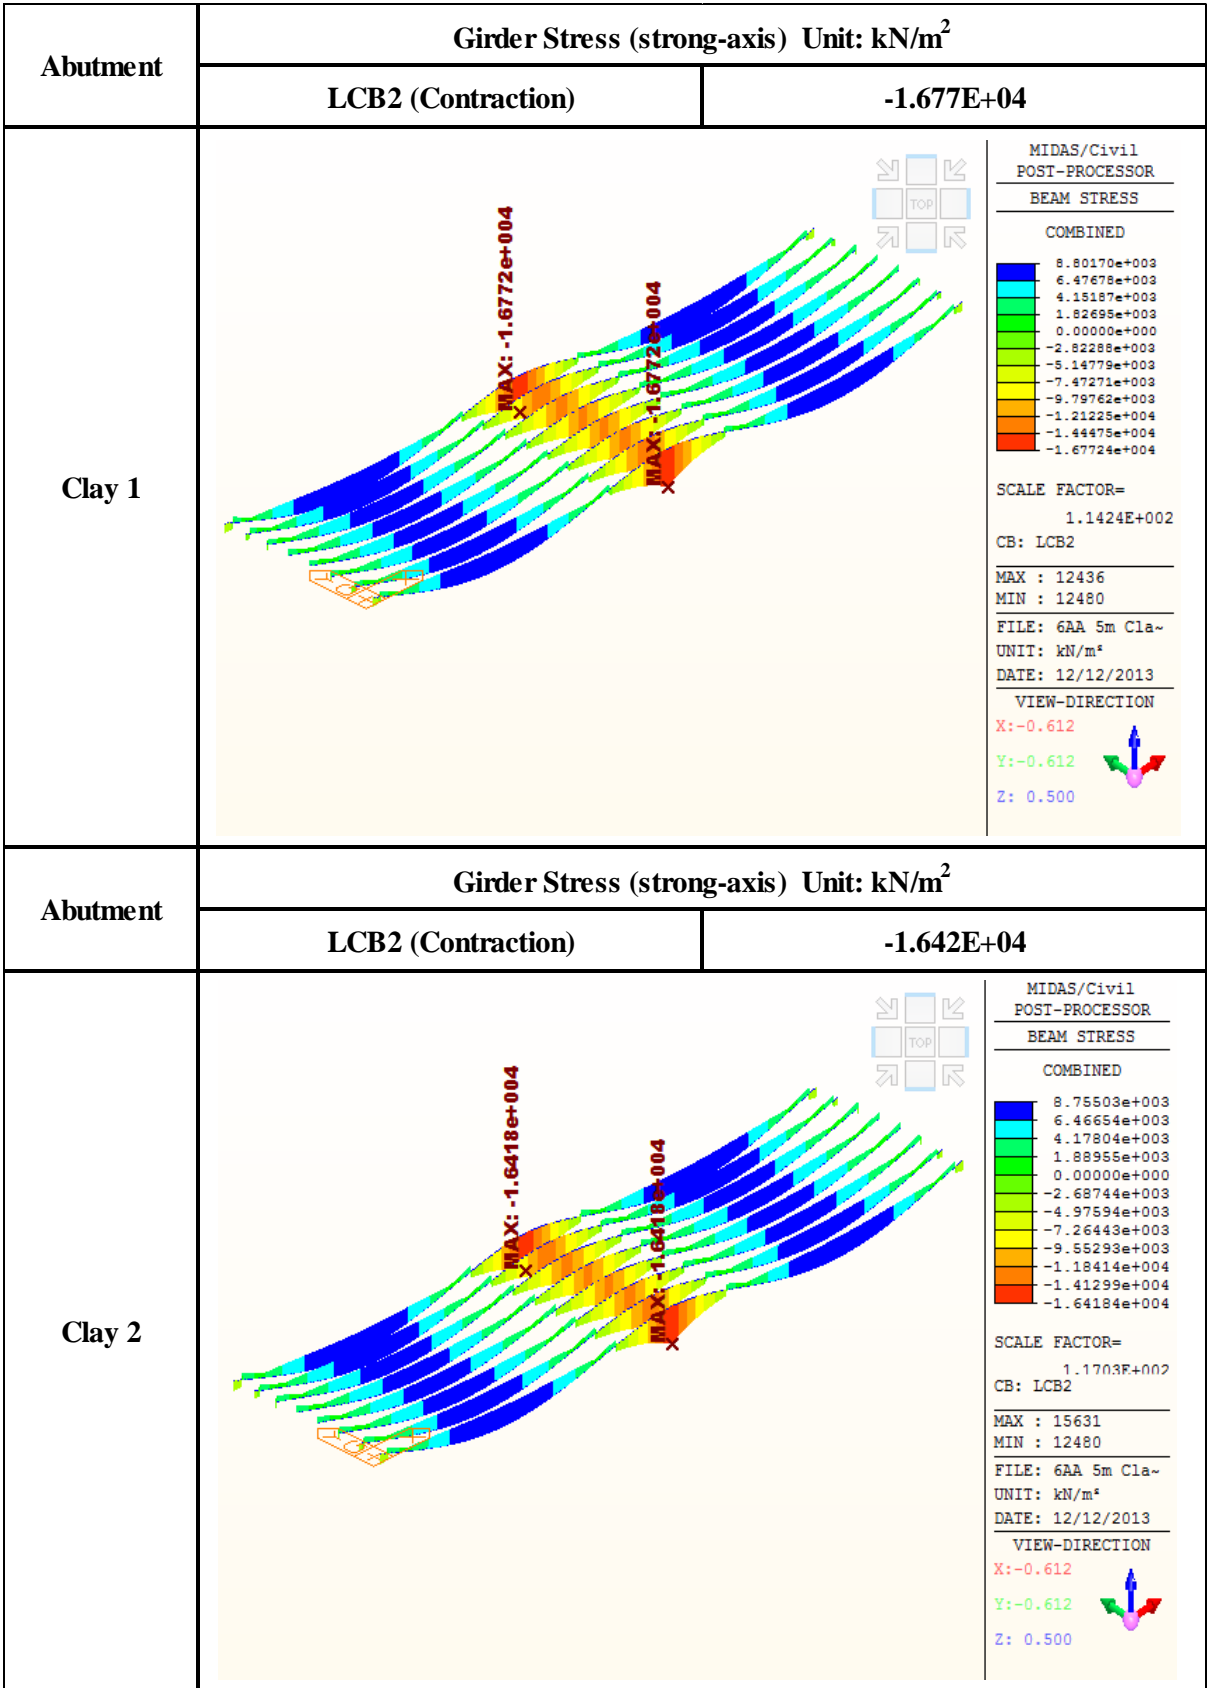 Abutment
Girder Stress (strong-axis) Unit: kN/m²
LCB2 (Contraction)
-1.677E+04
Clay 1
MAX: -1.6772e+004
MAX: -1.6772e+004
TOP
MIDAS/Civil
POST-PROCESSOR
BEAM STRESS
COMBINED
8.80170e+003
6.47678e+003
4.15187e+003
1.82695e+003
0.00000e+000
-2.82288e+003
-5.14779e+003
-7.47271e+003
-9.79762e+003
-1.21225e+004
-1.44475e+004
-1.67724e+004
SCALE FACTOR=
1.1424E+002
CB: LCB2
MAX : 12436
MIN : 12480
FILE: 6AA 5m Cla~
UNIT: kN/m²
DATE: 12/12/2013
VIEW-DIRECTION
X:-0.612
Y:-0.612
Z: 0.500
Abutment
Girder Stress (strong-axis) Unit: kN/m²
LCB2 (Contraction)
-1.642E+04
Clay 2
MAX: -1.6418e+004
MAX: -1.6418e+004
TOP
MIDAS/Civil
POST-PROCESSOR
BEAM STRESS
COMBINED
8.75503e+003
6.46654e+003
4.17804e+003
1.88955e+003
0.00000e+000
-2.68744e+003
-4.97594e+003
-7.26443e+003
-9.55293e+003
-1.18414e+004
-1.41299e+004
-1.64184e+004
SCALE FACTOR=
1.1703E+002
CB: LCB2
MAX : 15631
MIN : 12480
FILE: 6AA 5m Cla~
UNIT: kN/m²
DATE: 12/12/2013
VIEW-DIRECTION
X:-0.612
Y:-0.612
Z: 0.500